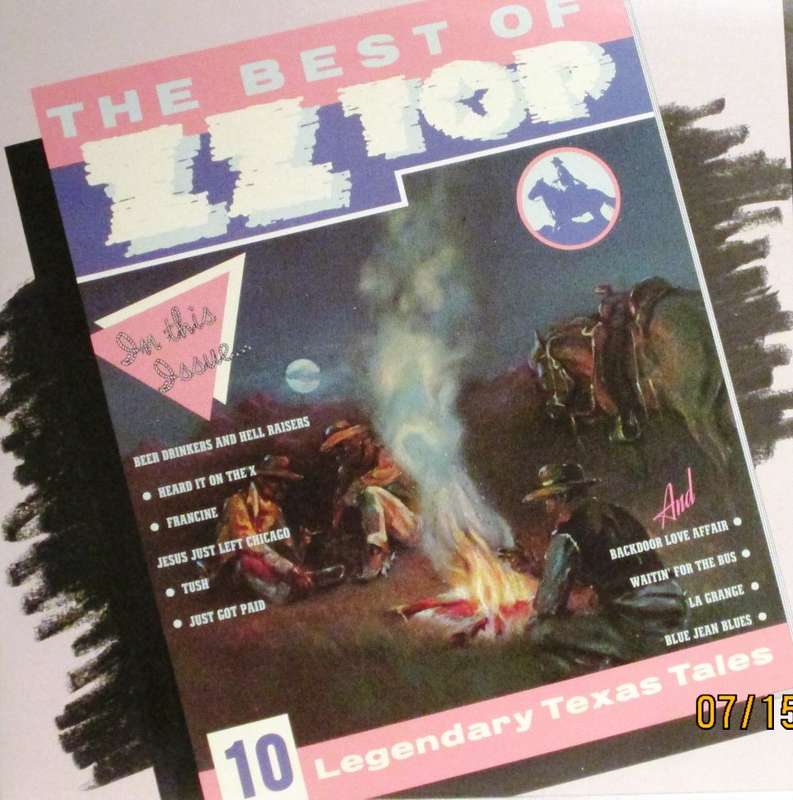 THE BEST OF
ZZ TOP
In this
Issue...
BEER DRINKERS AND HELL RAISERS
● HEARD IT ON THE X
● FRANCINE
JESUS JUST LEFT CHICAGO
● TUSH
● JUST GOT PAID
And
BACKDOOR LOVE AFFAIR ●
WAITIN' FOR THE BUS ●
LA GRANGE ●
BLUE JEAN BLUES ●
10 Legendary Texas Tales
07/15